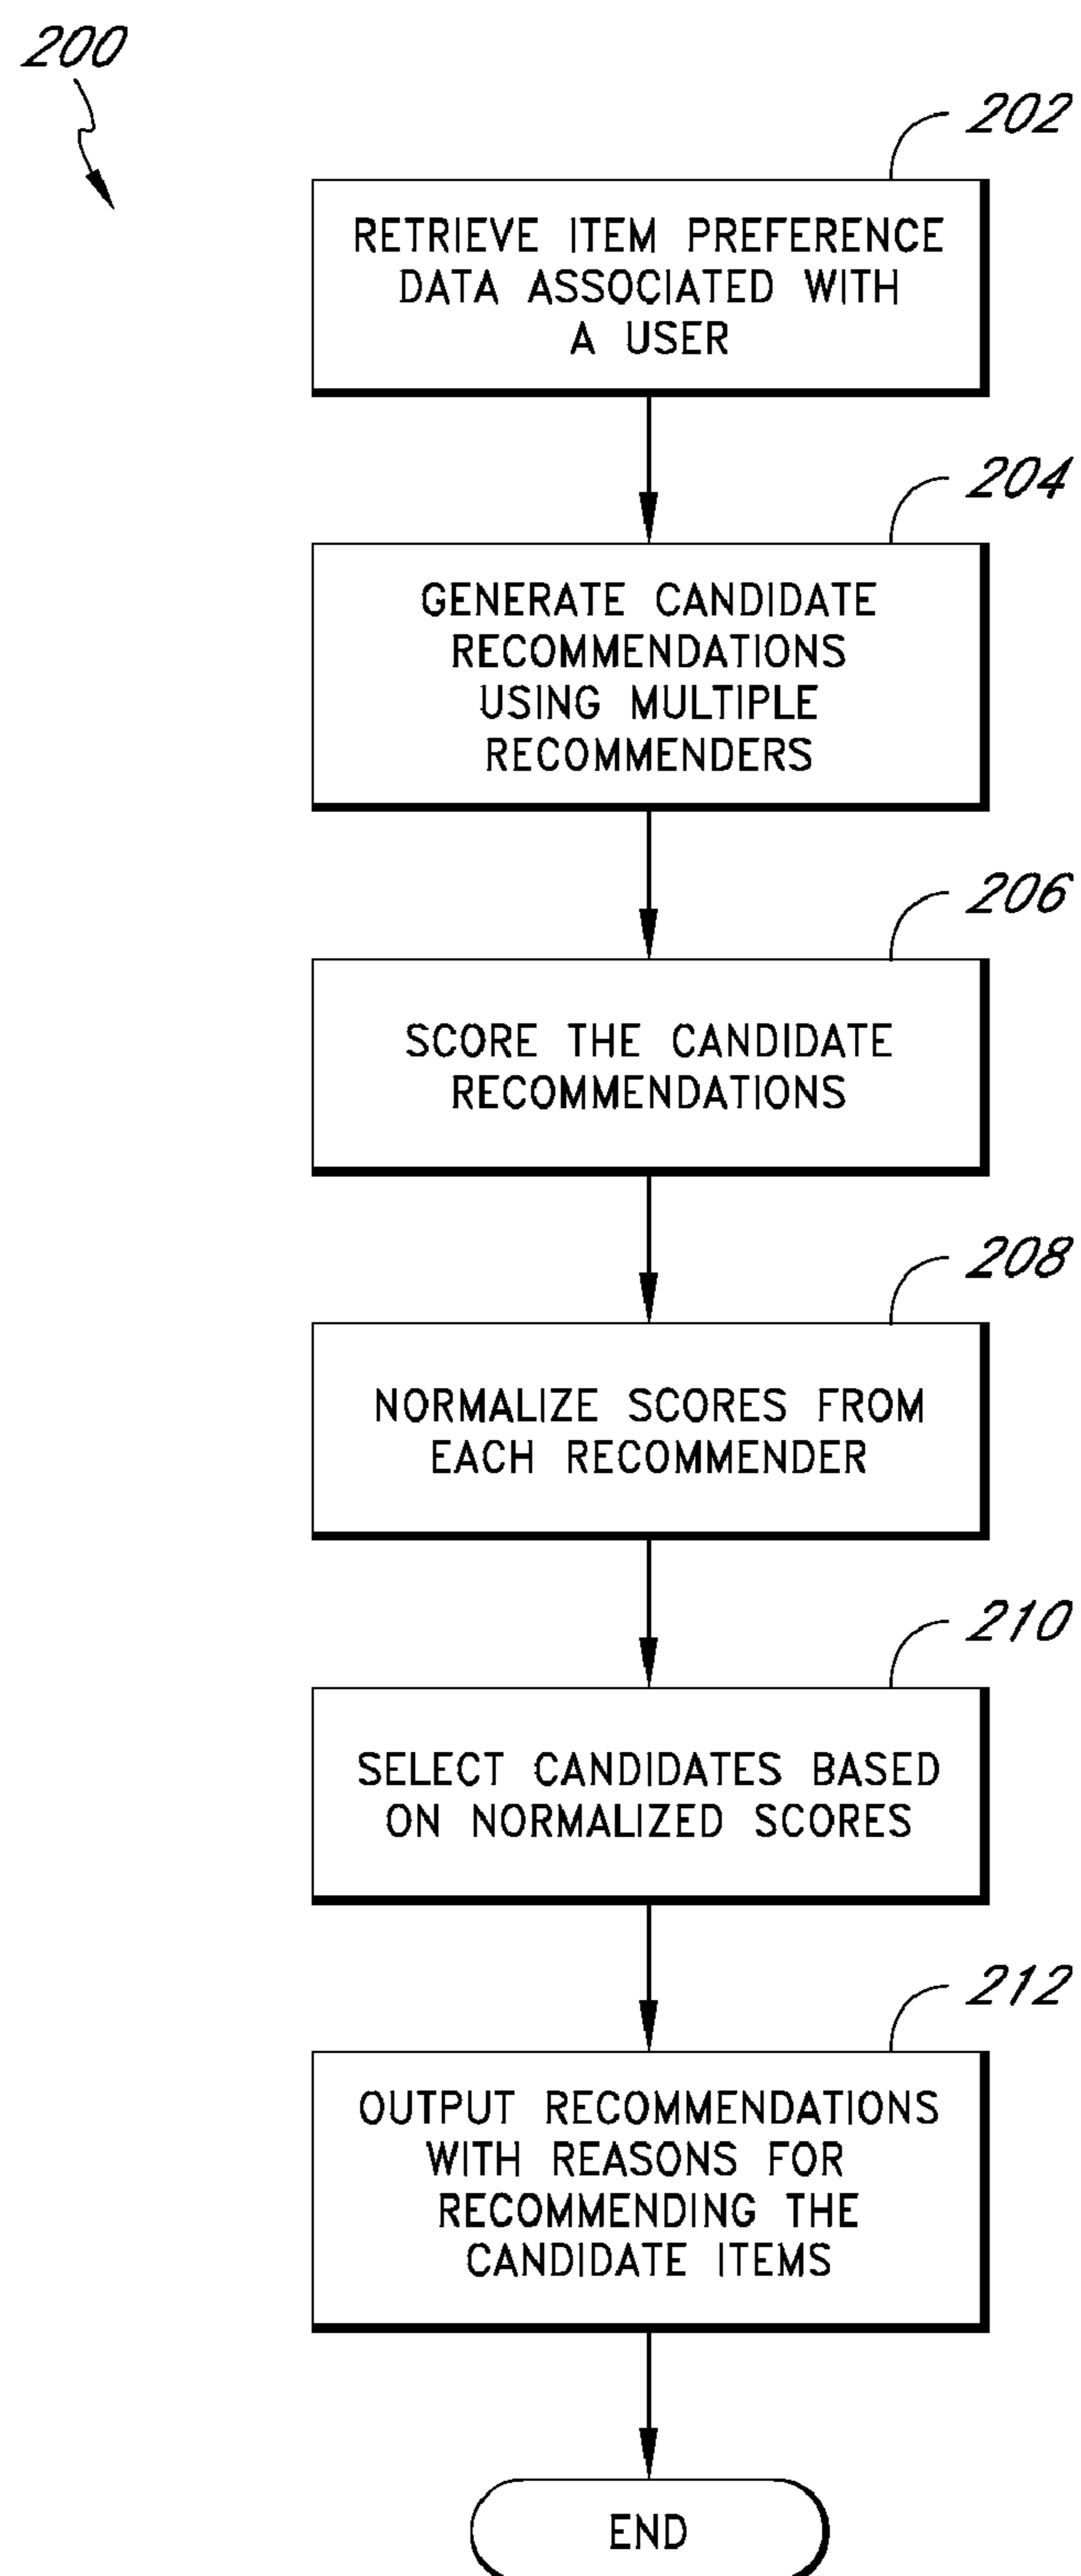 200
202
RETRIEVE ITEM PREFERENCE
DATA ASSOCIATED WITH
A USER
204
GENERATE CANDIDATE
RECOMMENDATIONS
USING MULTIPLE
RECOMMENDERS
206
SCORE THE CANDIDATE
RECOMMENDATIONS
208
NORMALIZE SCORES FROM
EACH RECOMMENDER
210
SELECT CANDIDATES BASED
ON NORMALIZED SCORES
212
OUTPUT RECOMMENDATIONS
WITH REASONS FOR
RECOMMENDING THE
CANDIDATE ITEMS
END